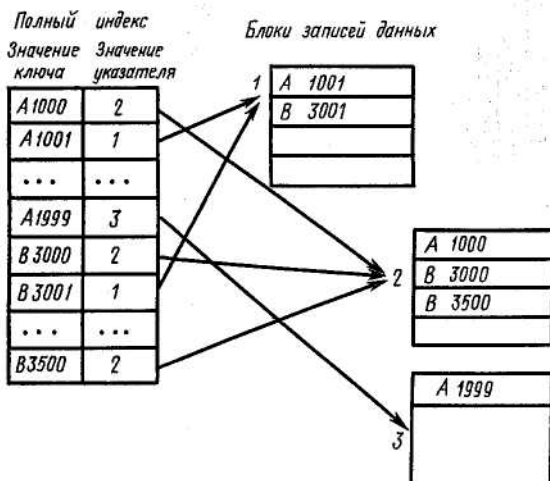 Полный индекс
Значение ключа
Значение указателя
A1000 2
A1001 1
... ...
A1999 3
B3000 2
B3001 1
... ...
B3500 2
Блоки записей данных
1
A 1001
B 3001
2
A 1000
B 3000
B 3500
3
A 1999